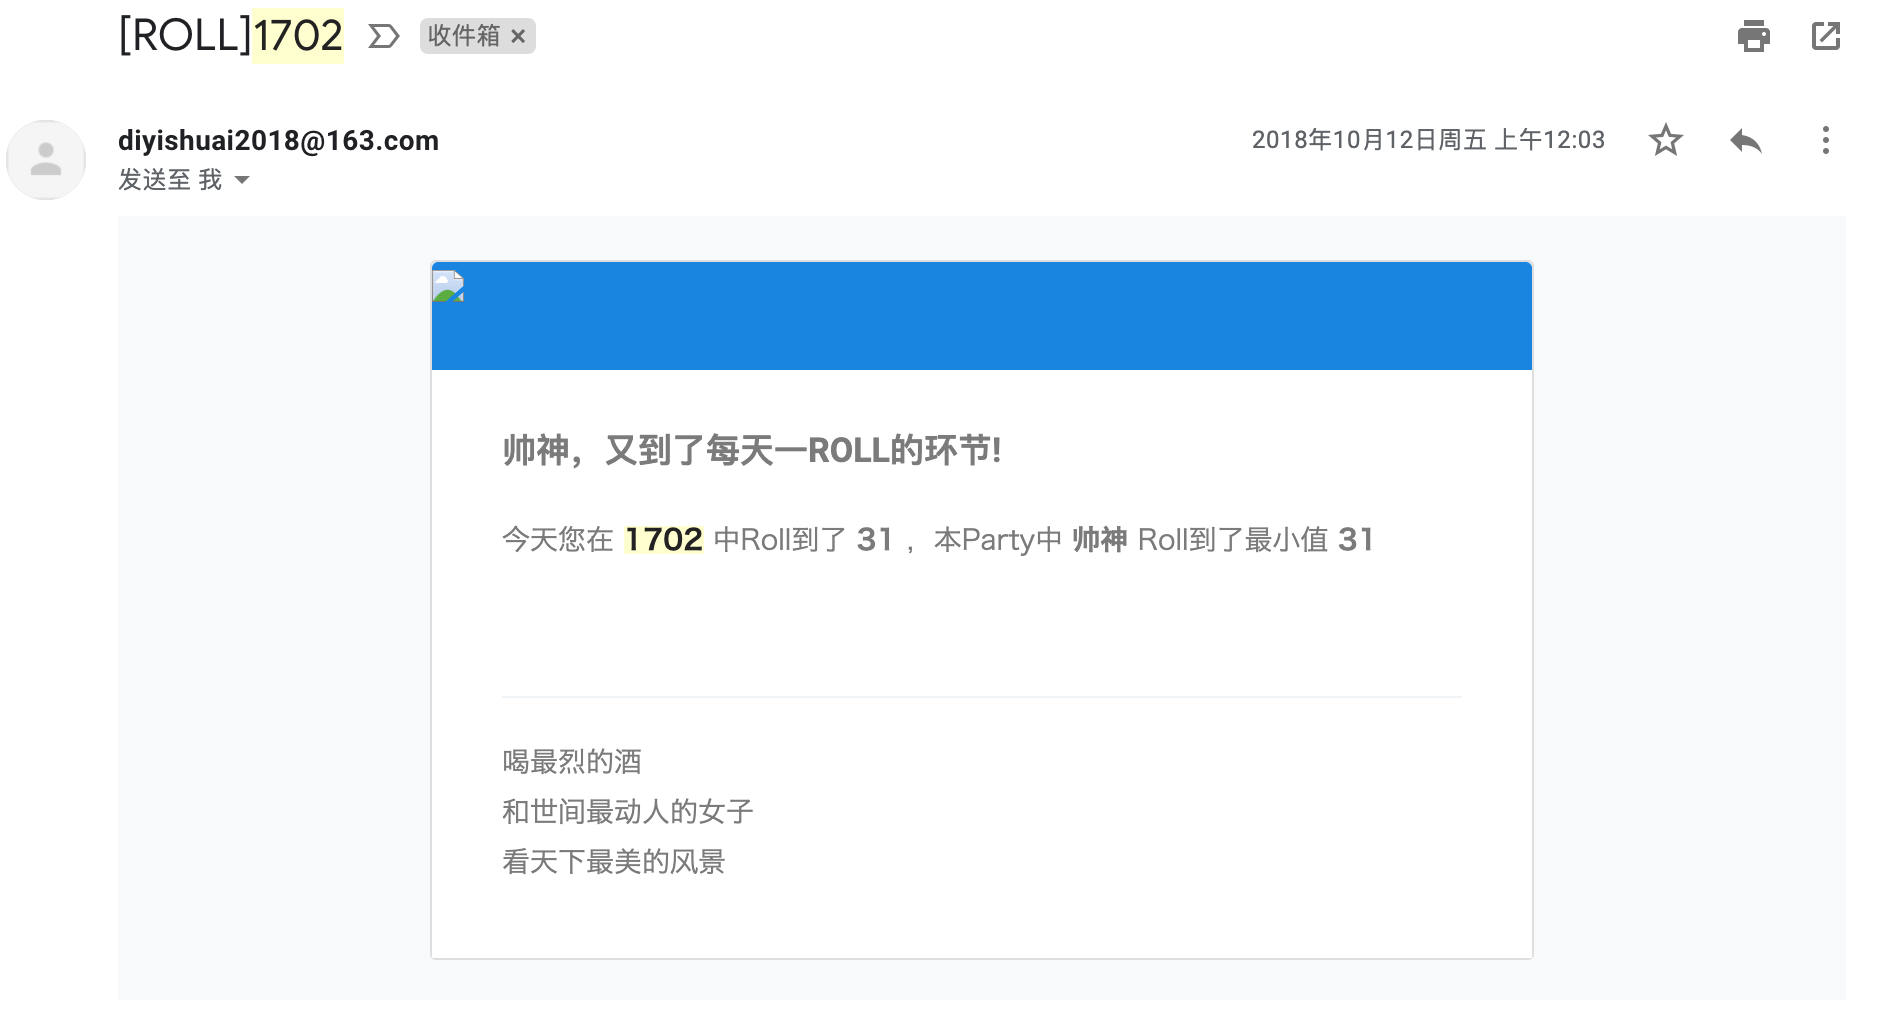 [ROLL]1702 收件箱 ×
diyishuai2018@163.com 2018年10月12日周五 上午12:03
发送至 我
帅神，又到了每天一ROLL的环节!
今天您在 1702 中Roll到了 31 ，本Party中 帅神 Roll到了最小值 31
喝最烈的酒
和世间最动人的女子
看天下最美的风景